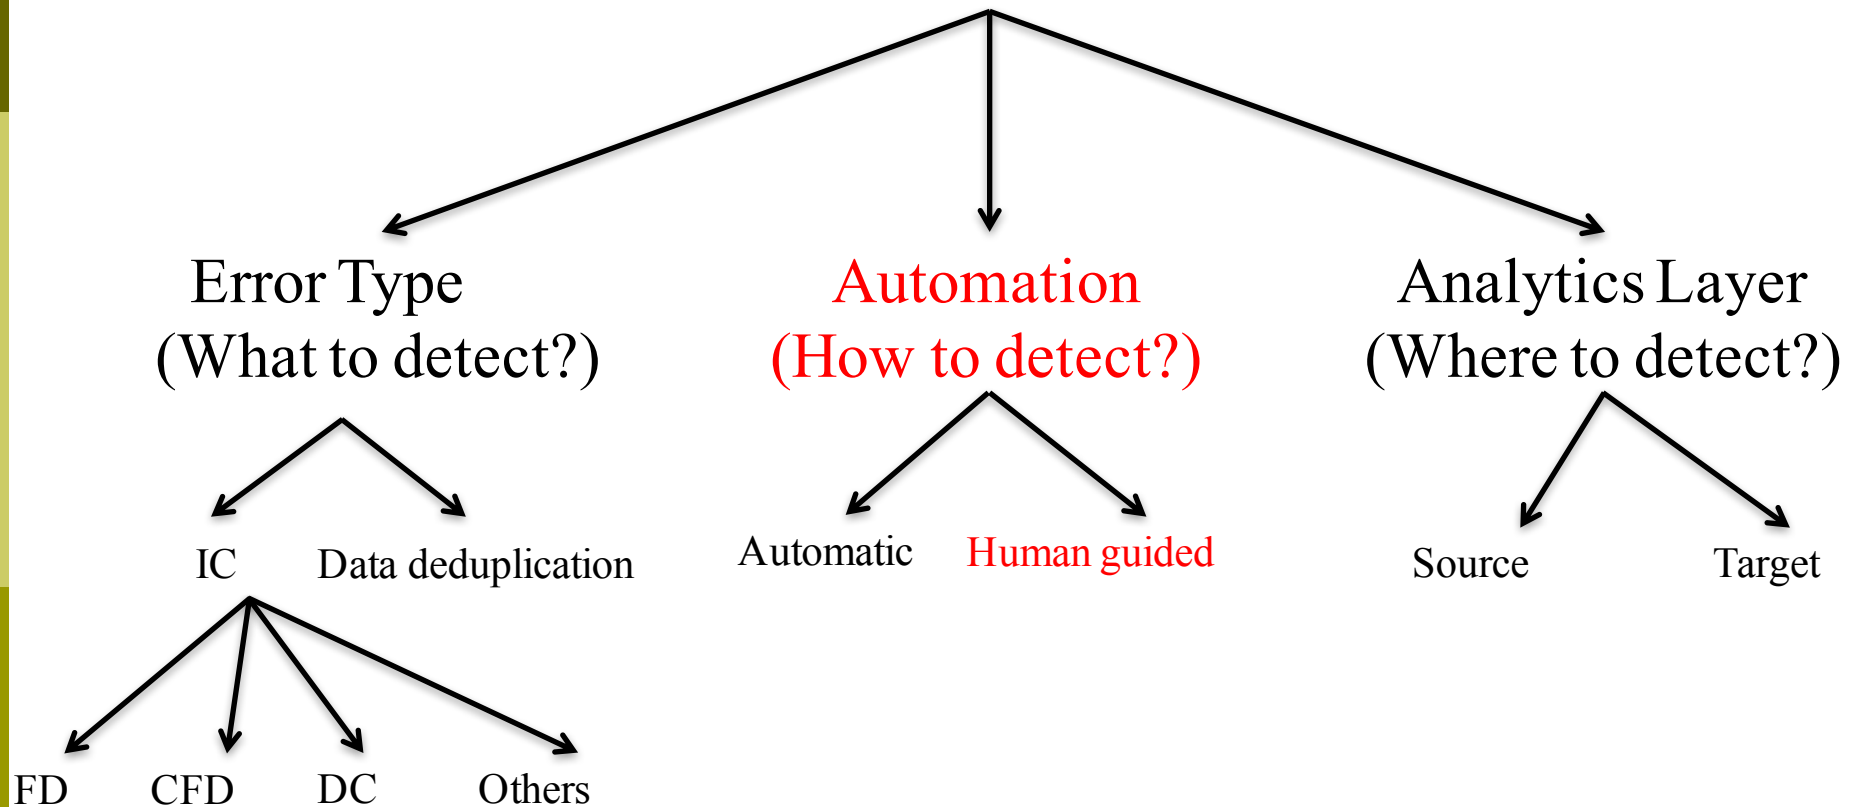 Error Type
(What to detect?)
Automation
(How to detect?)
Analytics Layer
(Where to detect?)
IC
Data deduplication
Automatic
Human guided
Source
Target
FD
CFD
DC
Others